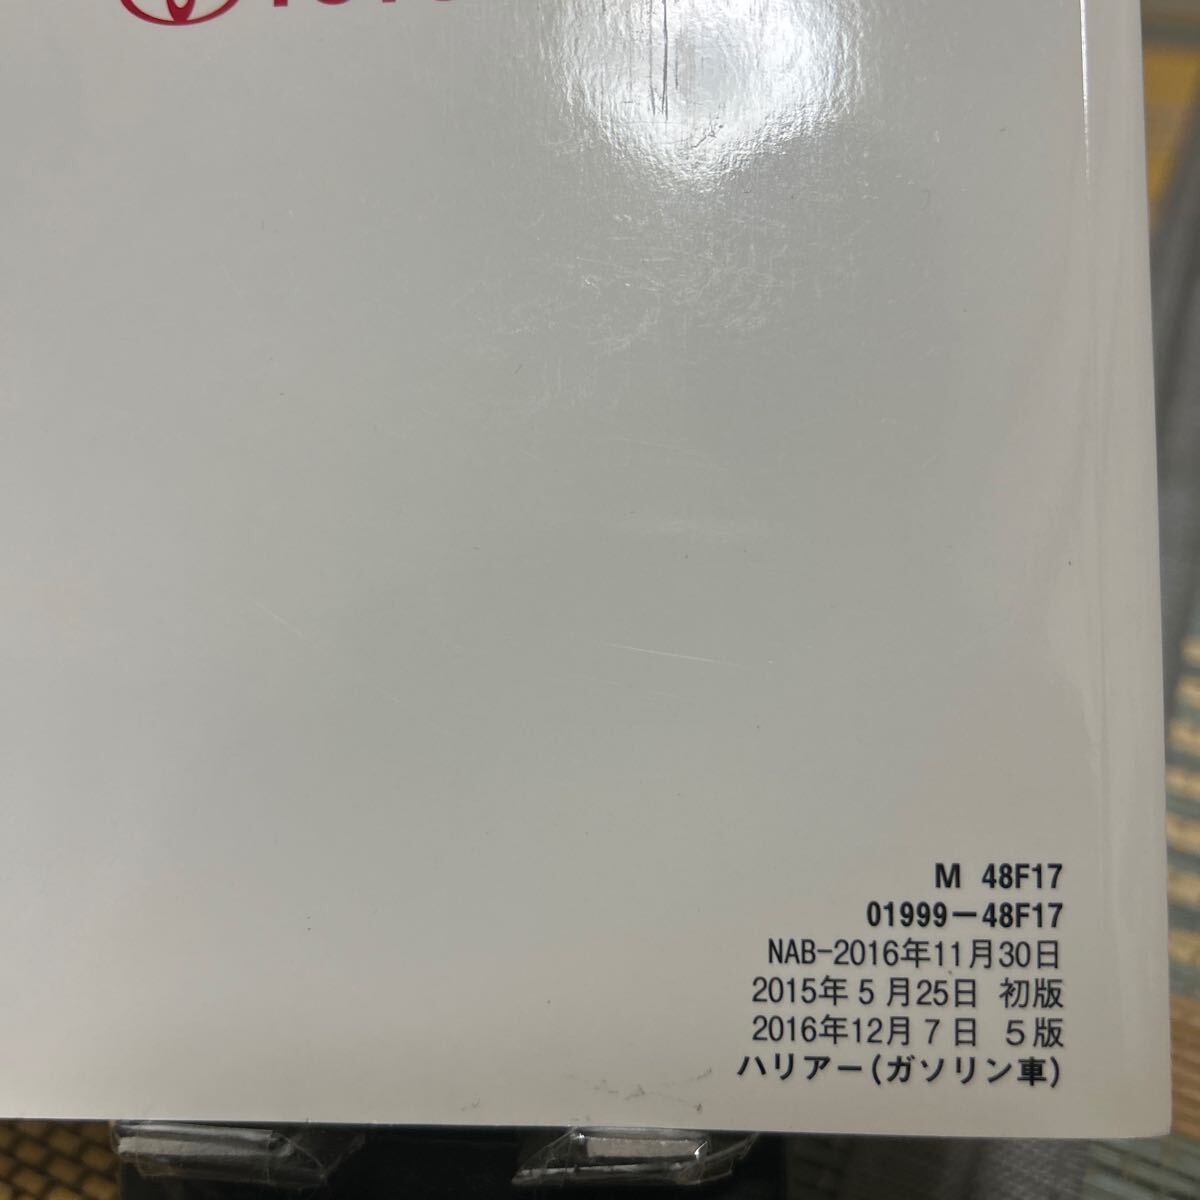 M 48F17
01999-48F17
NAB-2016年11月30日
2015年5月25日 初版
2016年12月7日 5版
ハリアー(ガソリン車)